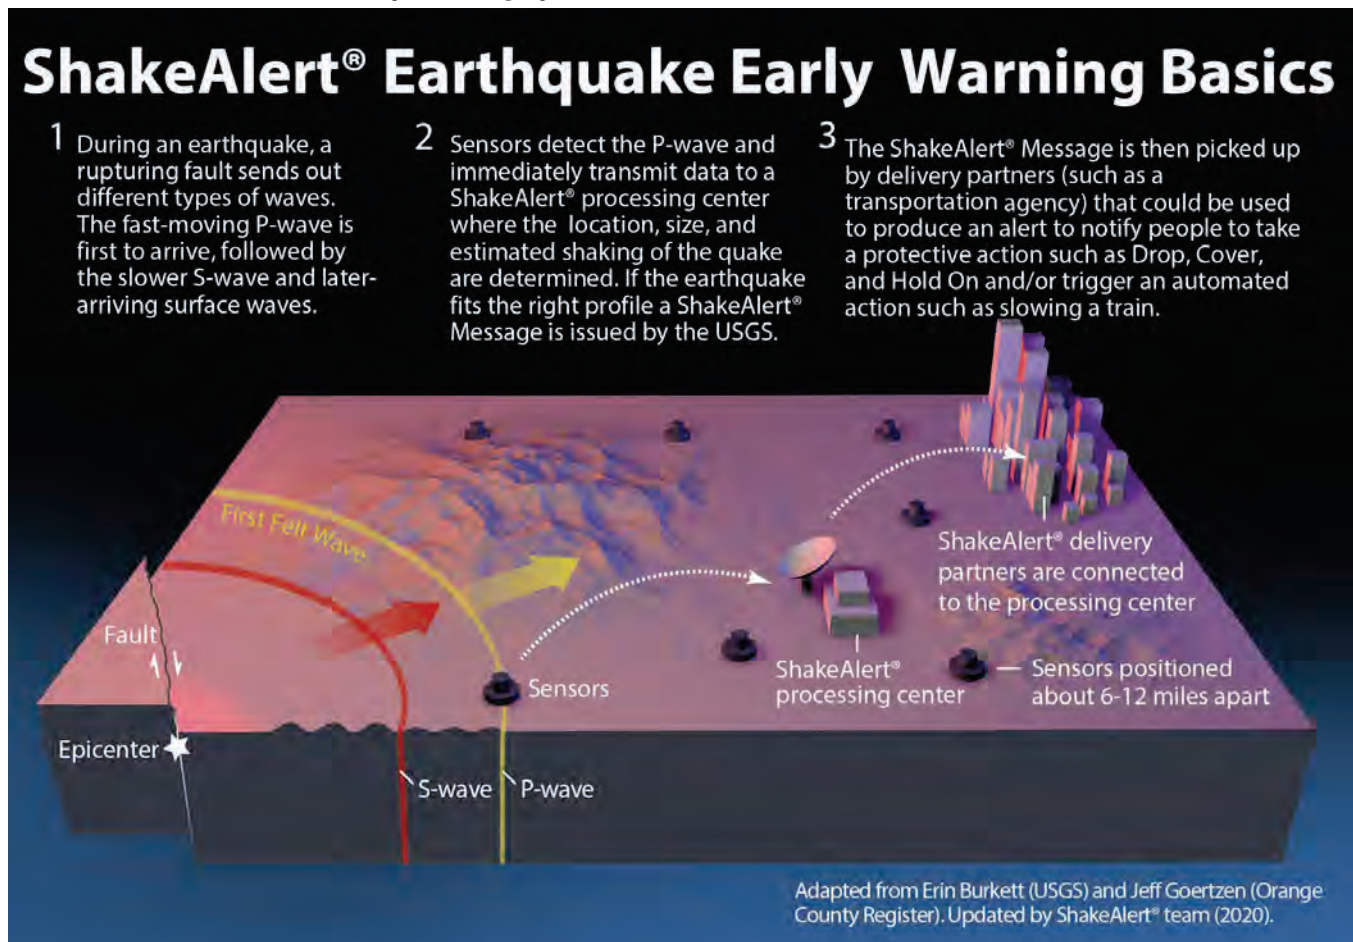 ShakeAlert® Earthquake Early Warning Basics
1 During an earthquake, a
rupturing fault sends out
different types of waves.
The fast-moving P-wave is
first to arrive, followed by
the slower S-wave and later-
arriving surface waves.
2 Sensors detect the P-wave and
immediately transmit data to a
ShakeAlert® processing center
where the location, size, and
estimated shaking of the quake
are determined. If the earthquake
fits the right profile a ShakeAlert®
Message is issued by the USGS.
3 The ShakeAlert® Message is then picked up
by delivery partners (such as a
transportation agency) that could be used
to produce an alert to notify people to take
a protective action such as Drop, Cover,
and Hold On and/or trigger an automated
action such as slowing a train.
First Felt Wave
ShakeAlert® delivery
partners are connected
to the processing center
Fault
Sensors
ShakeAlert®
processing center
Sensors positioned
about 6-12 miles apart
Epicenter
S-wave
P-wave
Adapted from Erin Burkett (USGS) and Jeff Goertzen (Orange
County Register). Updated by ShakeAlert® team (2020).